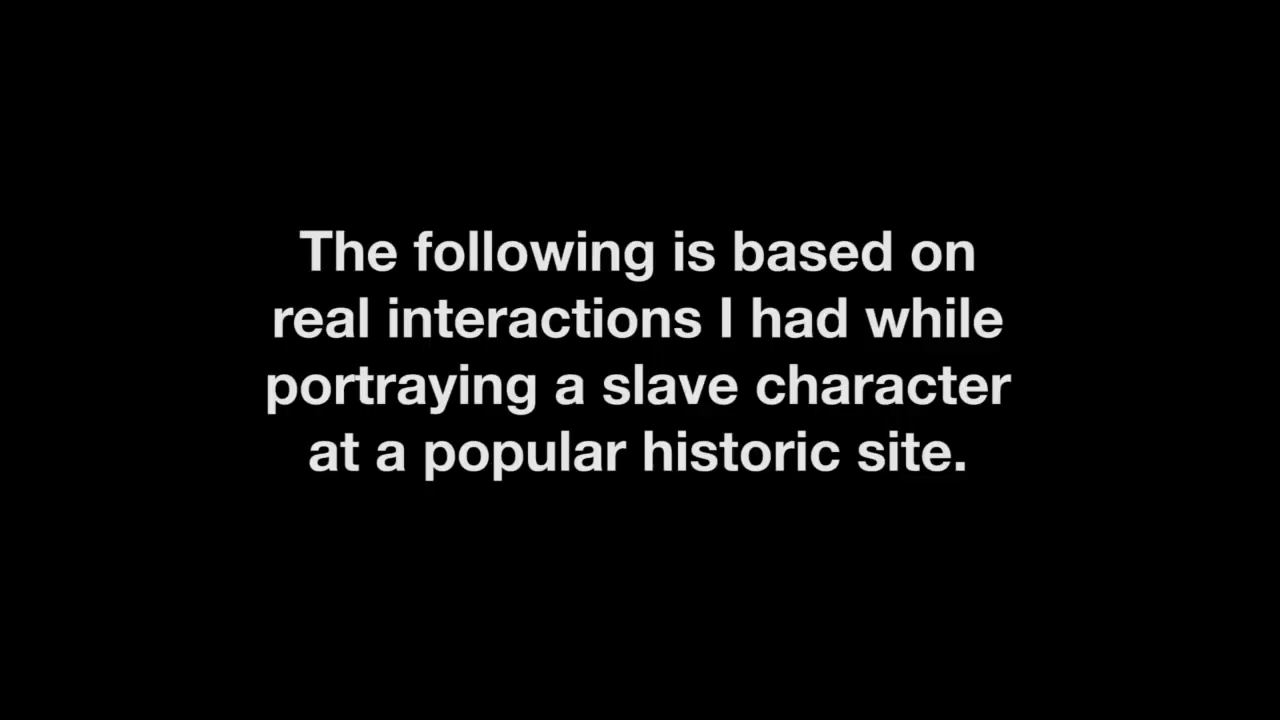 The following is based on
real interactions I had while
portraying a slave character
at a popular historic site.